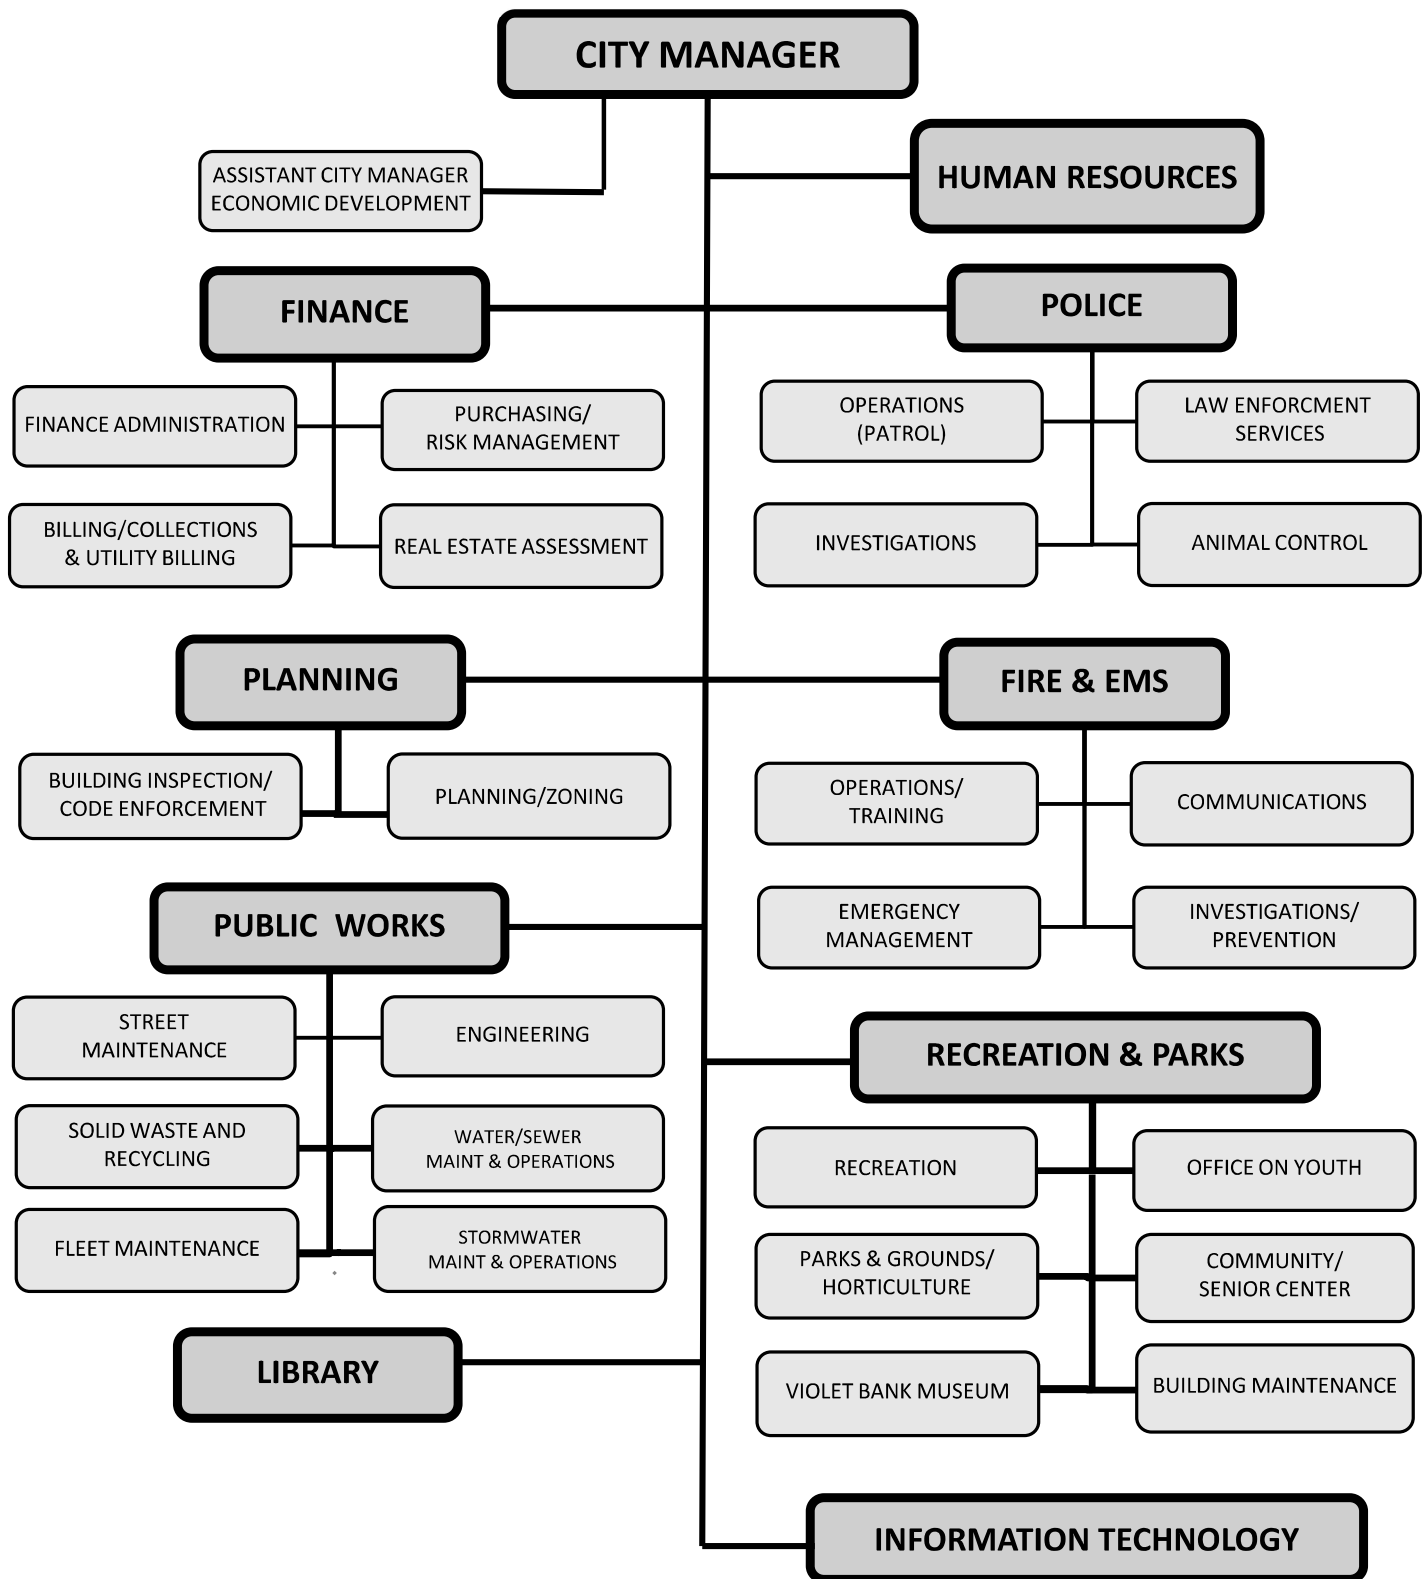 CITY MANAGER
ASSISTANT CITY MANAGER
ECONOMIC DEVELOPMENT
HUMAN RESOURCES
FINANCE
POLICE
FINANCE ADMINISTRATION
PURCHASING/
RISK MANAGEMENT
OPERATIONS
(PATROL)
LAW ENFORCMENT
SERVICES
BILLING/COLLECTIONS
& UTILITY BILLING
REAL ESTATE ASSESSMENT
INVESTIGATIONS
ANIMAL CONTROL
PLANNING
FIRE & EMS
BUILDING INSPECTION/
CODE ENFORCEMENT
PLANNING/ZONING
OPERATIONS/
TRAINING
COMMUNICATIONS
PUBLIC WORKS
EMERGENCY
MANAGEMENT
INVESTIGATIONS/
PREVENTION
STREET
MAINTENANCE
ENGINEERING
RECREATION & PARKS
SOLID WASTE AND
RECYCLING
WATER/SEWER
MAINT & OPERATIONS
RECREATION
OFFICE ON YOUTH
FLEET MAINTENANCE
STORMWATER
MAINT & OPERATIONS
PARKS & GROUNDS/
HORTICULTURE
COMMUNITY/
SENIOR CENTER
LIBRARY
VIOLET BANK MUSEUM
BUILDING MAINTENANCE
INFORMATION TECHNOLOGY